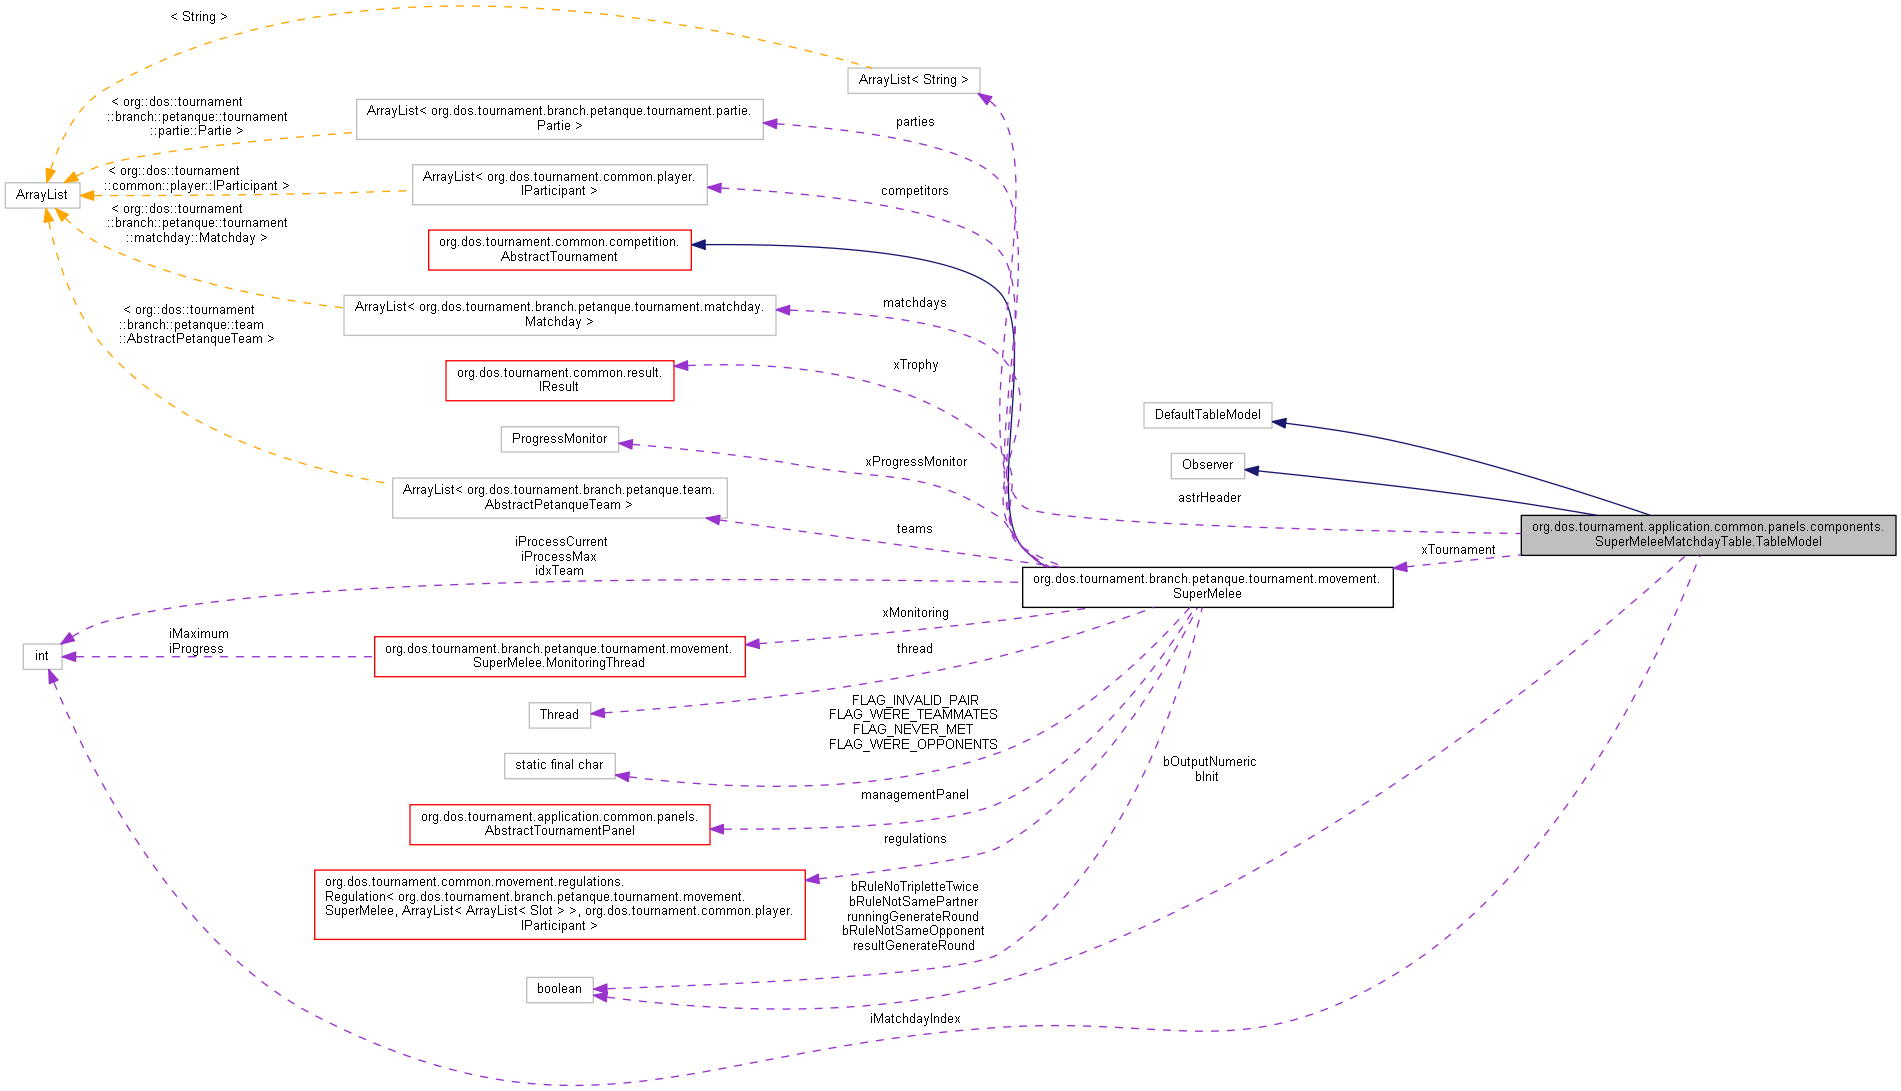 < String >
ArrayList< String >
< org::dos::tournament
::branch::petanque::tournament
::partie::Partie >
ArrayList< org.dos.tournament.branch.petanque.tournament.partie.
Partie >
parties
< org::dos::tournament
::common::player::IParticipant >
ArrayList< org.dos.tournament.common.player.
IParticipant >
competitors
ArrayList
< org::dos::tournament
::branch::petanque::tournament
::matchday::Matchday >
org.dos.tournament.common.competition.
AbstractTournament
ArrayList< org.dos.tournament.branch.petanque.tournament.matchday.
Matchday >
matchdays
< org::dos::tournament
::branch::petanque::team
::AbstractPetanqueTeam >
org.dos.tournament.common.result.
IResult
xTrophy
DefaultTableModel
ProgressMonitor
xProgressMonitor
Observer
ArrayList< org.dos.tournament.branch.petanque.team.
AbstractPetanqueTeam >
astrHeader
teams
org.dos.tournament.application.common.panels.components.
SuperMeleeMatchdayTable.TableModel
xTournament
iProcessCurrent
iProcessMax
idxTeam
org.dos.tournament.branch.petanque.tournament.movement.
SuperMelee
xMonitoring
iMaximum
iProgress
int
org.dos.tournament.branch.petanque.tournament.movement.
SuperMelee.MonitoringThread
thread
Thread
FLAG_INVALID_PAIR
FLAG_WERE_TEAMMATES
FLAG_NEVER_MET
FLAG_WERE_OPPONENTS
static final char
bOutputNumeric
bInit
managementPanel
org.dos.tournament.application.common.panels.
AbstractTournamentPanel
regulations
org.dos.tournament.common.movement.regulations.
Regulation< org.dos.tournament.branch.petanque.tournament.movement.
SuperMelee, ArrayList< ArrayList< Slot > >, org.dos.tournament.common.player.
IParticipant >
bRuleNoTripletteTwice
bRuleNotSamePartner
runningGenerateRound
bRuleNotSameOpponent
resultGenerateRound
boolean
iMatchdayIndex